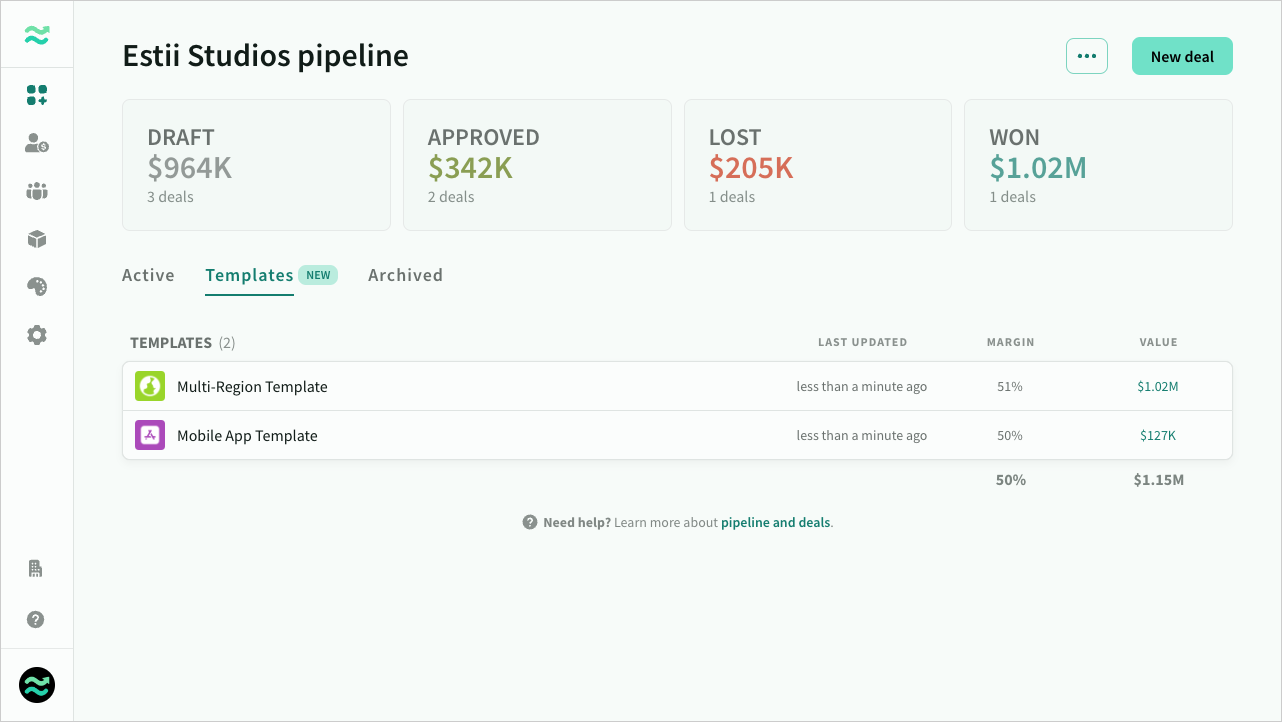 Estii Studios pipeline
New deal
DRAFT
$964K
3 deals
APPROVED
$342K
2 deals
LOST
$205K
1 deals
WON
$1.02M
1 deals
Active Templates NEW Archived
TEMPLATES (2) LAST UPDATED MARGIN VALUE
Multi-Region Template less than a minute ago 51% $1.02M
Mobile App Template less than a minute ago 50% $127K
50% $1.15M
Need help? Learn more about pipeline and deals.